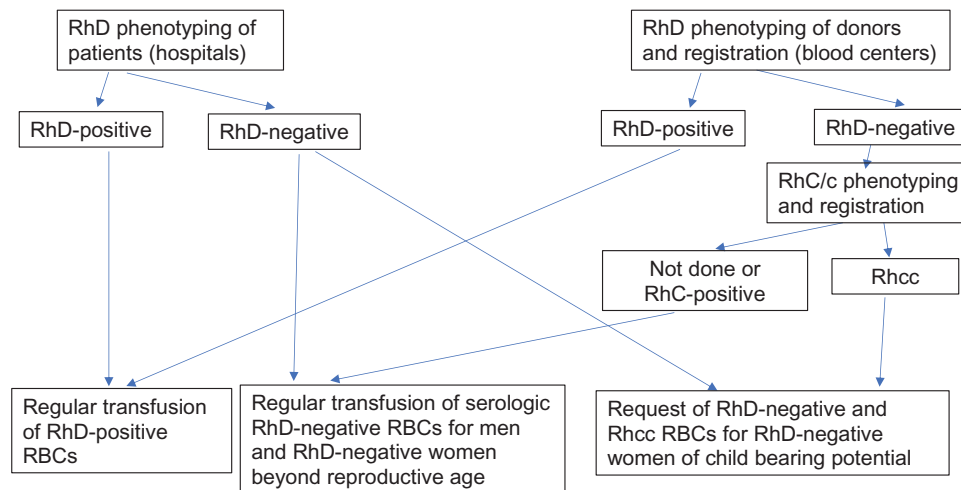 RhD phenotyping of
patients (hospitals)
RhD phenotyping of donors
and registration (blood centers)
RhD-positive
RhD-negative
RhD-positive
RhD-negative
RhC/c phenotyping
and registration
Not done or
RhC-positive
Rhcc
Regular transfusion
of RhD-positive
RBCs
Regular transfusion of serologic
RhD-negative RBCs for men
and RhD-negative women
beyond reproductive age
Request of RhD-negative and
Rhcc RBCs for RhD-negative
women of child bearing potential